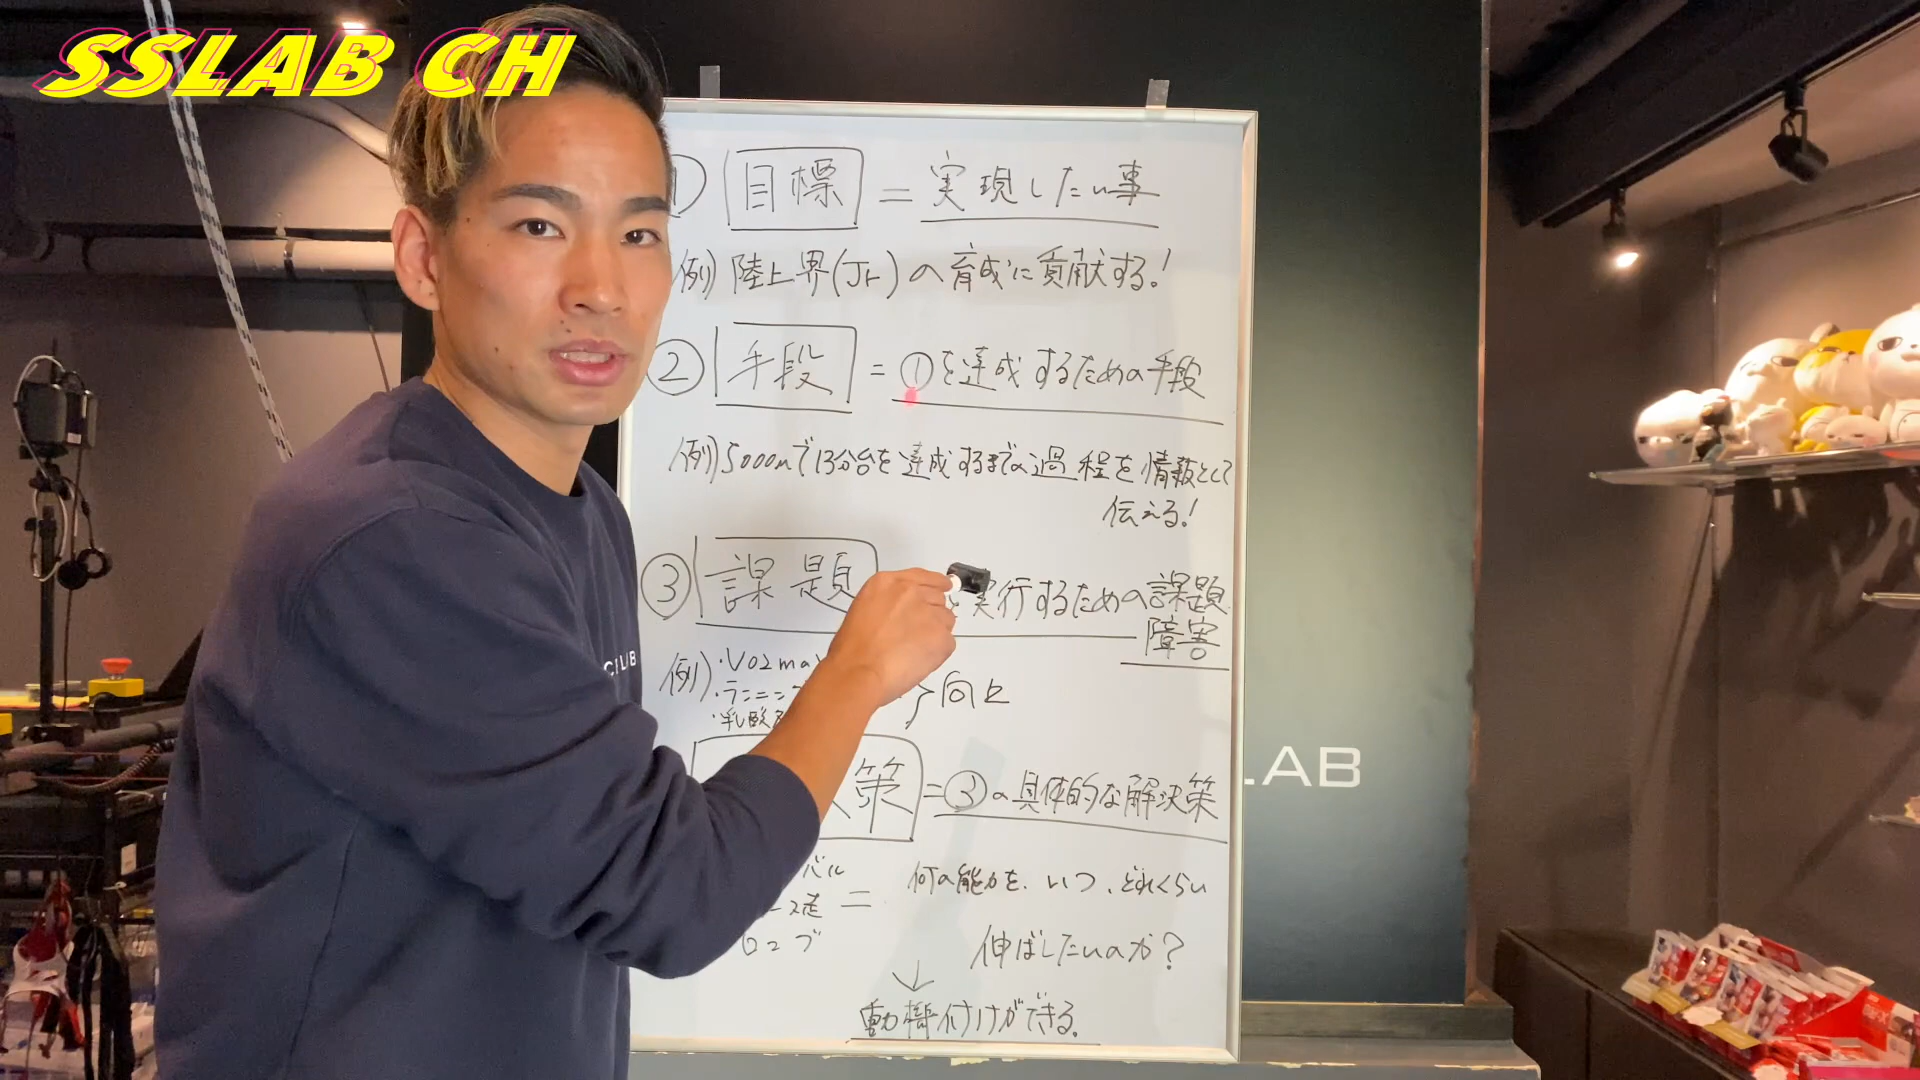 SSLAB CH
① 目標 = 実現したい事
例) 陸上界(Jr)の育成に貢献する!
② 手段 = ①を達成するための手段
例) 5000mで13分台を達成するまでの過程を情報として
伝える!
③ 課題 を実行するための課題
障害
例)・VO2ma
・ランニン
・乳酸
} 向上
策 = ③の具体的な解決策
バル
ース走
ロング
= 何の能力を、いつ、どれくらい
伸ばしたいのか?
↓
動機付けができる。
CILAB
LAB